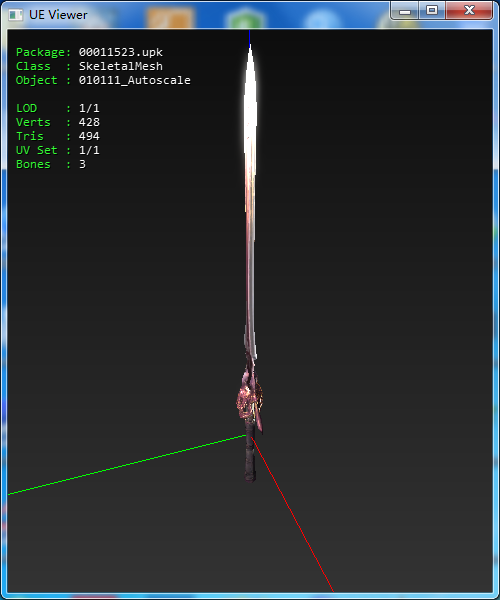 UE Viewer
Package: 00011523.upk
Class  : SkeletalMesh
Object : 010111_Autoscale
LOD    : 1/1
Verts  : 428
Tris   : 494
UV Set : 1/1
Bones  : 3